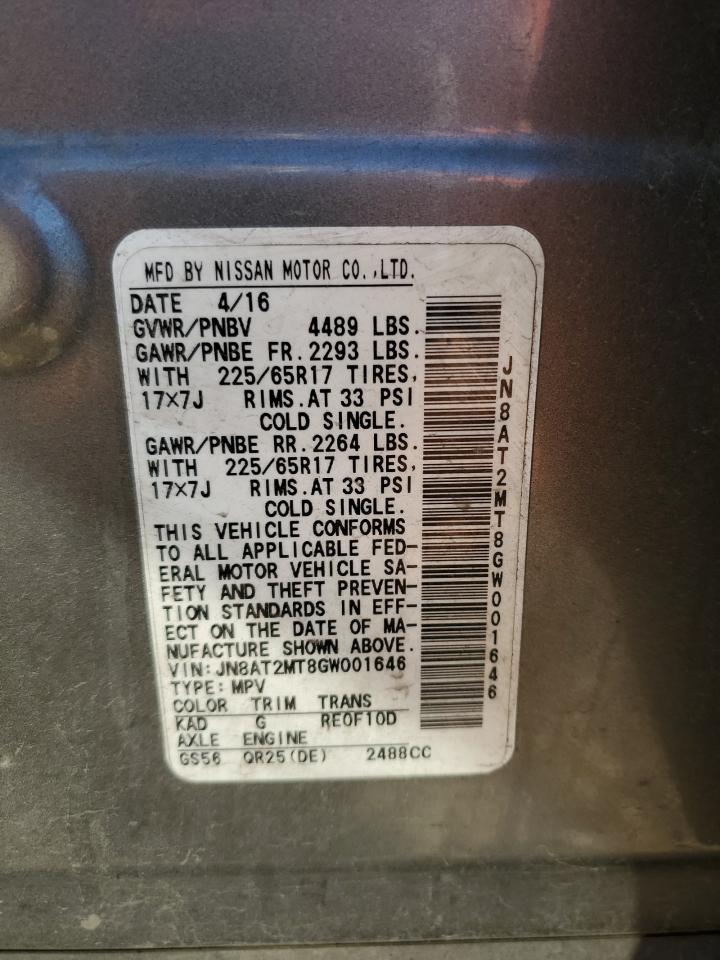 MFD BY NISSAN MOTOR CO.,LTD.
DATE 4/16
GVWR/PNBV 4489 LBS.
GAWR/PNBE FR.2293 LBS.
WITH 225/65R17 TIRES,
17×7J RIMS.AT 33 PSI
COLD SINGLE.
GAWR/PNBE RR.2264 LBS.
WITH 225/65R17 TIRES,
17×7J RIMS.AT 33 PSI
COLD SINGLE.
THIS VEHICLE CONFORMS
TO ALL APPLICABLE FED-
ERAL MOTOR VEHICLE SA-
FETY AND THEFT PREVEN-
TION STANDARDS IN EFF-
ECT ON THE DATE OF MA-
NUFACTURE SHOWN ABOVE.
VIN:JN8AT2MT8GW001646
TYPE:MPV
COLOR TRIM TRANS
KAD G RE0F10D
AXLE ENGINE
GS56 QR25(DE) 2488CC
JN8AT2MT8GW001646